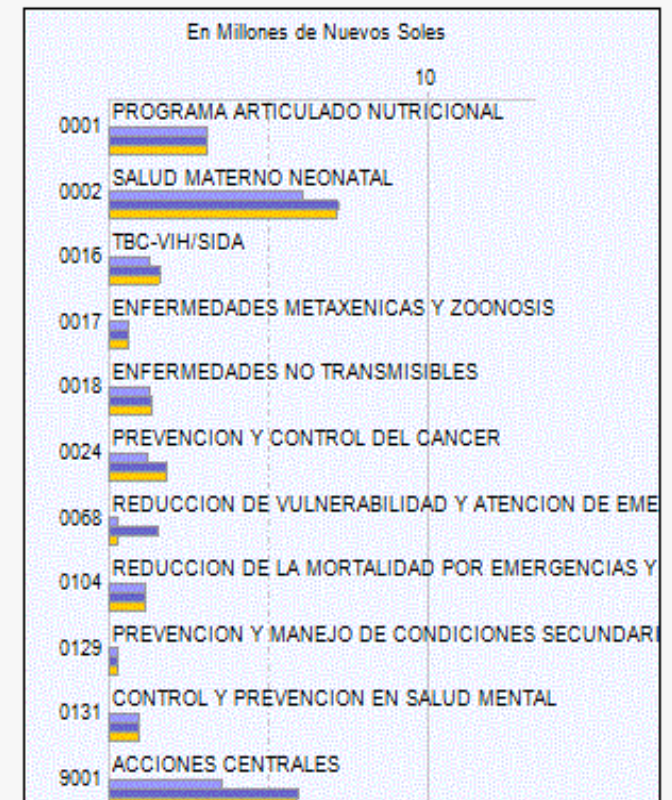 En Millones de Nuevos Soles
10
0001 PROGRAMA ARTICULADO NUTRICIONAL
0002 SALUD MATERNO NEONATAL
0016 TBC-VIH/SIDA
0017 ENFERMEDADES METAXENICAS Y ZOONOSIS
0018 ENFERMEDADES NO TRANSMISIBLES
0024 PREVENCION Y CONTROL DEL CANCER
0068 REDUCCION DE VULNERABILIDAD Y ATENCION DE EME
0104 REDUCCION DE LA MORTALIDAD POR EMERGENCIAS Y
0129 PREVENCION Y MANEJO DE CONDICIONES SECUNDARI
0131 CONTROL Y PREVENCION EN SALUD MENTAL
9001 ACCIONES CENTRALES